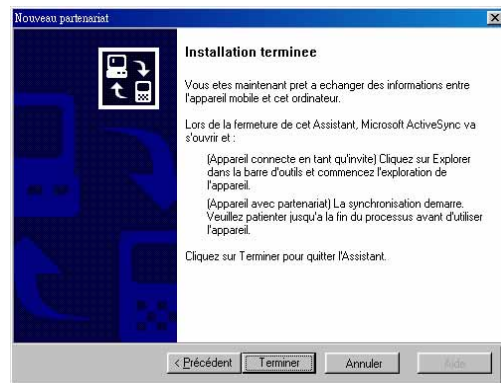 Nouveau partenariat
Installation terminee
Vous etes maintenant pret a echanger des informations entre
l'appareil mobile et cet ordinateur.
Lors de la fermeture de cet Assistant, Microsoft ActiveSync va
s'ouvrir et :
(Appareil connecte en tant qu'invite) Cliquez sur Explorer
dans la barre d'outils et commencez l'exploration de
l'appareil.
(Appareil avec partenariat) La synchronisation demarre.
Veuillez patienter jusqu'a la fin du processus avant d'utiliser
l'appareil.
Cliquez sur Terminer pour quitter l'Assistant.
< Précédent Terminer Annuler Aide